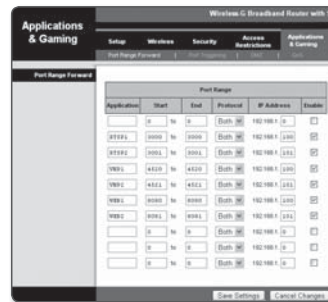 Wireless-G Broadband Router with
Applications & Gaming
Setup Wireless Security Access Restrictions Applications & Gaming
Port Range Forward
Port Range Forward
Port Range
Application Start End Protocol IP Address Enable
0 to 0 Both 192.168.1. 0
3000 to 3000 Both 192.168.1. 100
3001 to 3001 Both 192.168.1. 101
4520 to 4520 Both 192.168.1. 100
4521 to 4521 Both 192.168.1. 101
WEB1 8080 to 8080 Both 192.168.1. 100
WEB2 8081 to 8081 Both 192.168.1. 101
0 to 0 Both 192.168.1. 0
0 to 0 Both 192.168.1. 0
0 to 0 Both 192.168.1. 0
Save Settings Cancel Changes